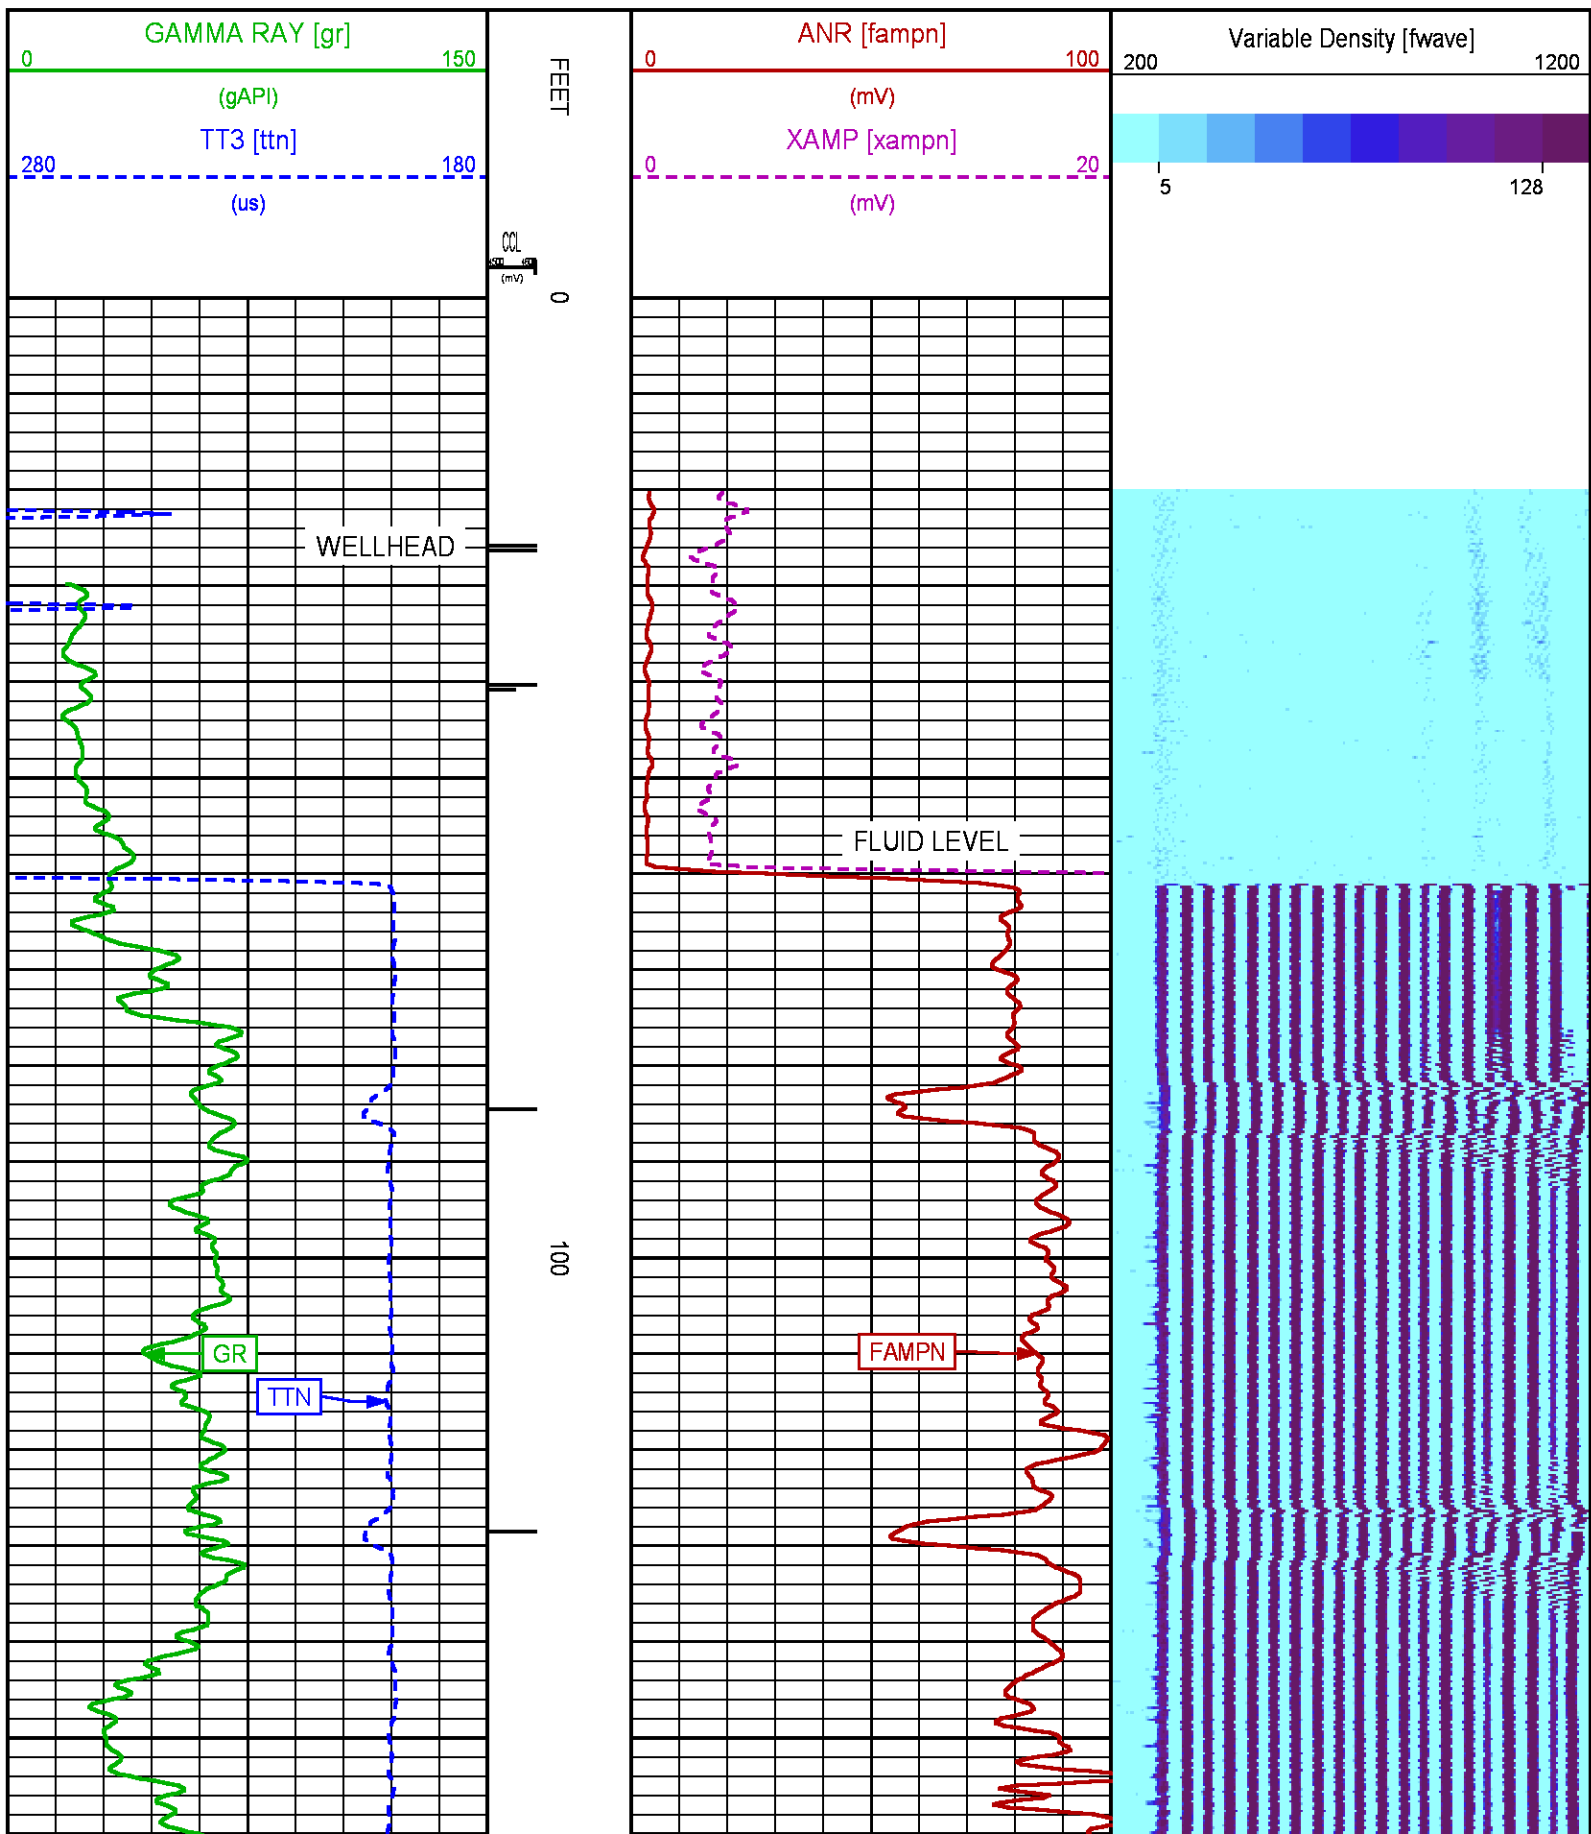 GAMMA RAY [gr]
0 150
(gAPI)
TT3 [ttn]
280 180
(us)
CCL
(mV)
FEET
0
ANR [fampn]
0 100
(mV)
XAMP [xampn]
0 20
(mV)
Variable Density [fwave]
200 1200
5 128
WELLHEAD
FLUID LEVEL
100
GR
FAMPN
TTN